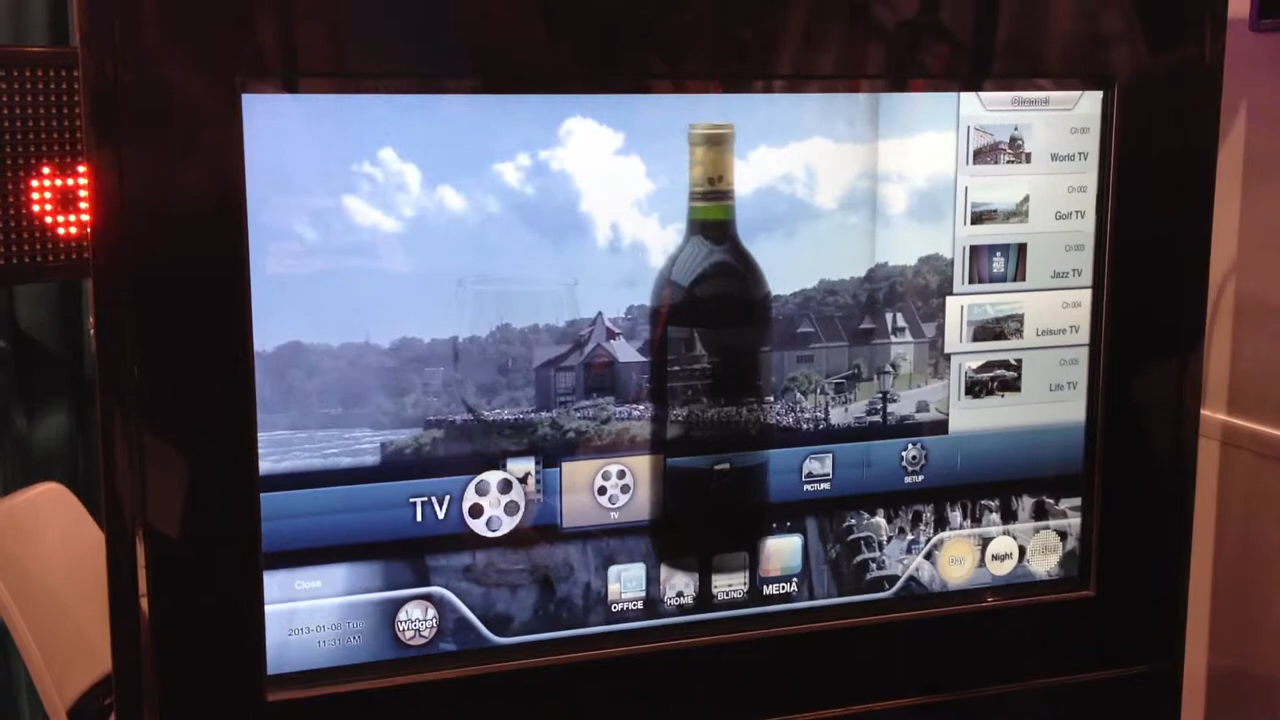 Channel
Ch 001
World TV
Ch 002
Golf TV
Ch 003
Jazz TV
Ch 004
Leisure TV
Ch 005
Life TV
TV
TV
PICTURE
SETUP
Close
OFFICE
HOME
BLIND
MEDIA
Day
Night
Widget
2013-01-08 Tue
11:31 AM